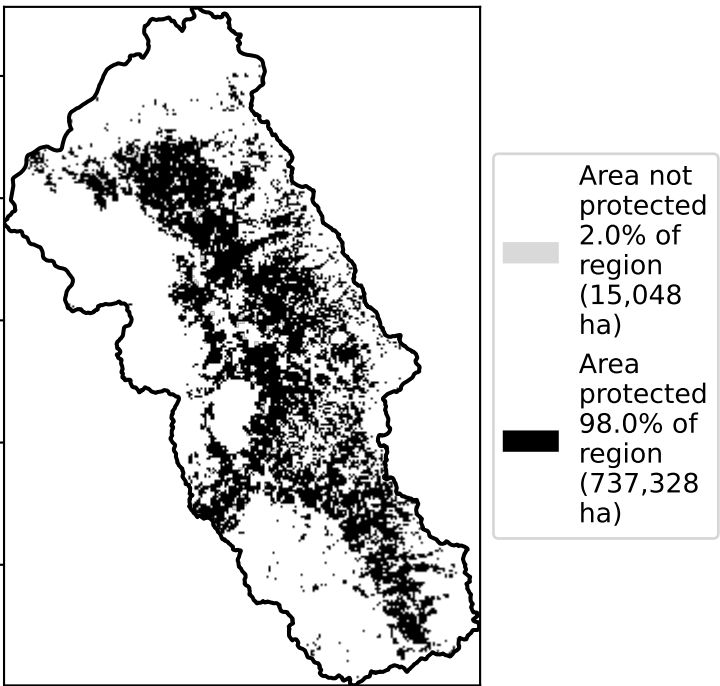 Area not
protected
2.0% of
region
(15,048
ha)
Area
protected
98.0% of
region
(737,328
ha)